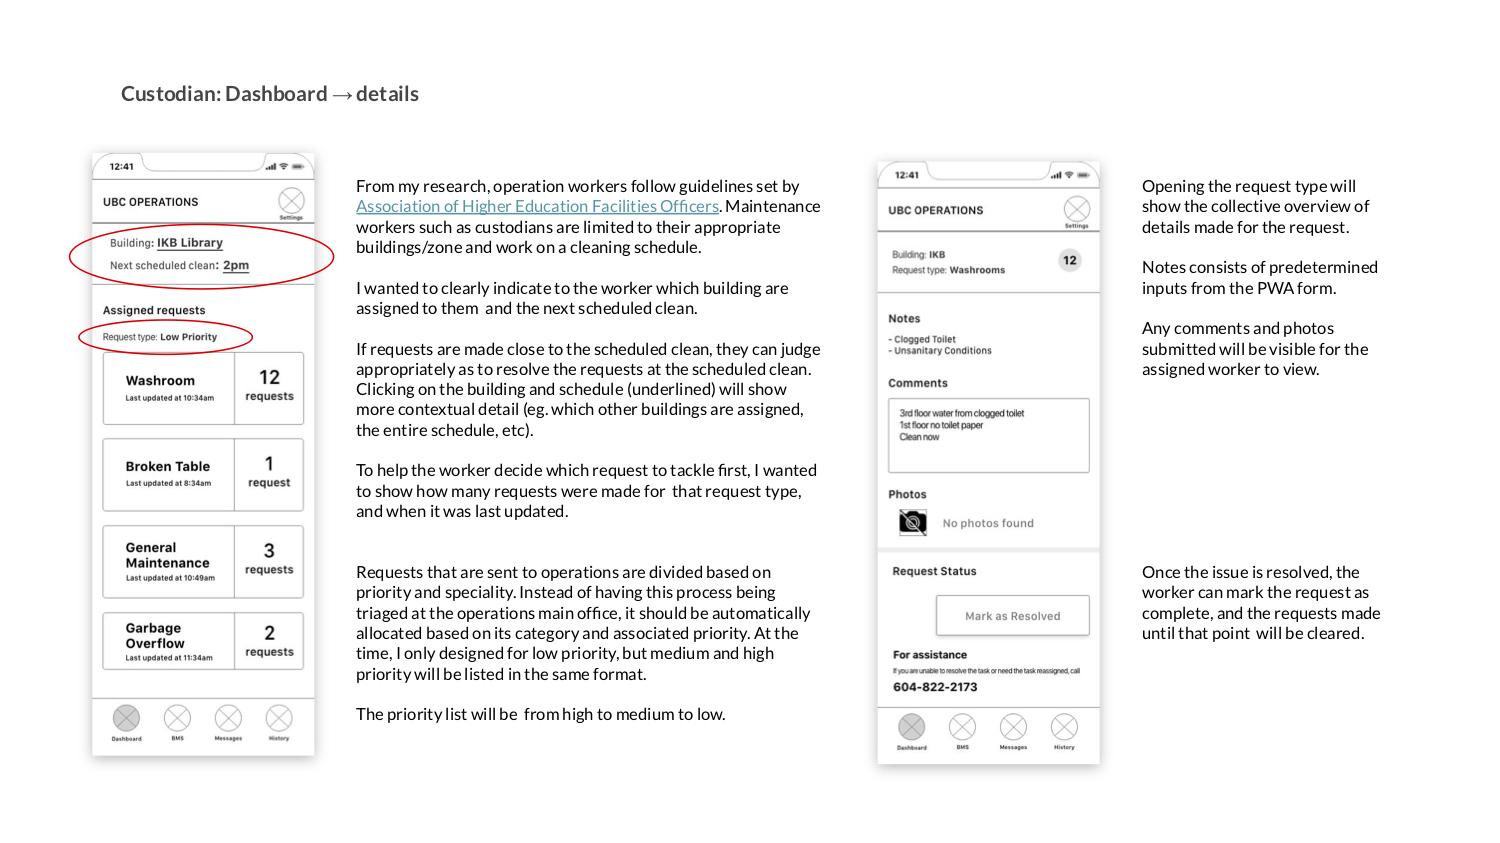 Custodian: Dashboard → details
12:41
UBC OPERATIONS
Settings
Building: IKB Library
Next scheduled clean: 2pm
Assigned requests
Request type: Low Priority
Washroom
Last updated at 10:34am
12
requests
Broken Table
Last updated at 8:34am
1
request
General
Maintenance
Last updated at 10:49am
3
requests
Garbage
Overflow
Last updated at 11:34am
2
requests
Dashboard
BMS
Messages
History
From my research, operation workers follow guidelines set by
Association of Higher Education Facilities Officers. Maintenance
workers such as custodians are limited to their appropriate
buildings/zone and work on a cleaning schedule.
I wanted to clearly indicate to the worker which building are
assigned to them and the next scheduled clean.
If requests are made close to the scheduled clean, they can judge
appropriately as to resolve the requests at the scheduled clean.
Clicking on the building and schedule (underlined) will show
more contextual detail (eg. which other buildings are assigned,
the entire schedule, etc).
To help the worker decide which request to tackle first, I wanted
to show how many requests were made for that request type,
and when it was last updated.
Requests that are sent to operations are divided based on
priority and speciality. Instead of having this process being
triaged at the operations main office, it should be automatically
allocated based on its category and associated priority. At the
time, I only designed for low priority, but medium and high
priority will be listed in the same format.
The priority list will be from high to medium to low.
12:41
UBC OPERATIONS
Settings
Building: IKB
Request type: Washrooms
12
Notes
- Clogged Toilet
- Unsanitary Conditions
Comments
3rd floor water from clogged toilet
1st floor no toilet paper
Clean now
Photos
No photos found
Request Status
Mark as Resolved
For assistance
If you are unable to resolve the task or need the task reassigned, call
604-822-2173
Dashboard
BMS
Messages
History
Opening the request type will
show the collective overview of
details made for the request.
Notes consists of predetermined
inputs from the PWA form.
Any comments and photos
submitted will be visible for the
assigned worker to view.
Once the issue is resolved, the
worker can mark the request as
complete, and the requests made
until that point will be cleared.